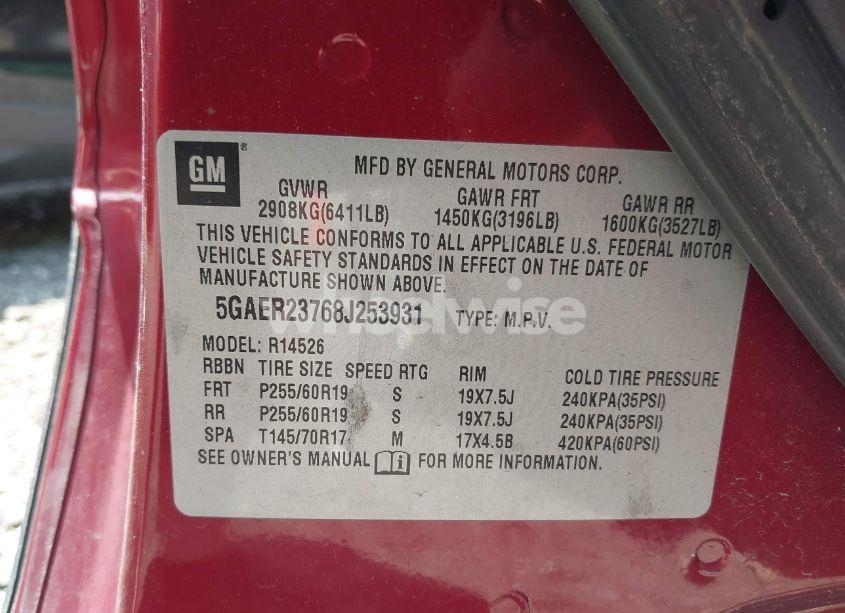 GM ®
MFD BY GENERAL MOTORS CORP.
GVWR GAWR FRT GAWR RR
2908KG(6411LB) 1450KG(3196LB) 1600KG(3527LB)
THIS VEHICLE CONFORMS TO ALL APPLICABLE U.S. FEDERAL MOTOR
VEHICLE SAFETY STANDARDS IN EFFECT ON THE DATE OF
MANUFACTURE SHOWN ABOVE.
5GAER23768J253931 TYPE: M.P.V.
MODEL: R14526
RBBN TIRE SIZE SPEED RTG RIM COLD TIRE PRESSURE
FRT P255/60R19 S 19X7.5J 240KPA(35PSI)
RR P255/60R19 S 19X7.5J 240KPA(35PSI)
SPA T145/70R17 M 17X4.5B 420KPA(60PSI)
SEE OWNER'S MANUAL i FOR MORE INFORMATION.